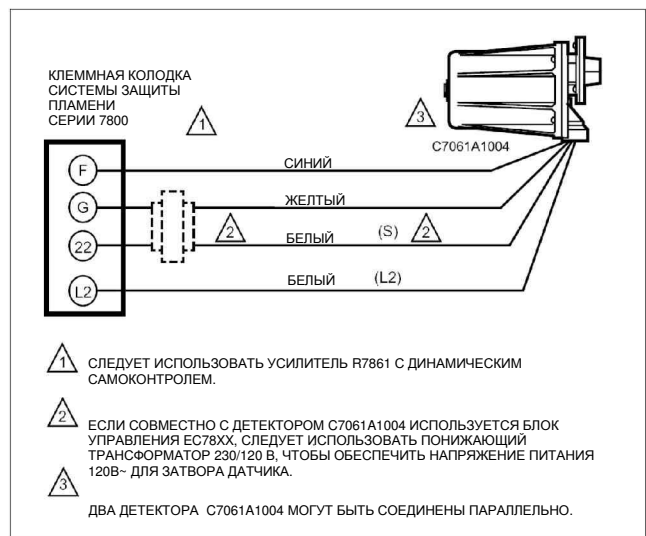 КЛЕММНАЯ КОЛОДКА
СИСТЕМЫ ЗАЩИТЫ
ПЛАМЕНИ
СЕРИИ 7800
1
3
C7061A1004
F
СИНИЙ
G
ЖЕЛТЫЙ
22
2
БЕЛЫЙ (S) 2
L2
БЕЛЫЙ (L2)
1 СЛЕДУЕТ ИСПОЛЬЗОВАТЬ УСИЛИТЕЛЬ R7861 С ДИНАМИЧЕСКИМ
САМОКОНТРОЛЕМ.
2
ЕСЛИ СОВМЕСТНО С ДЕТЕКТОРОМ C7061A1004 ИСПОЛЬЗУЕТСЯ БЛОК
УПРАВЛЕНИЯ EC78XX, СЛЕДУЕТ ИСПОЛЬЗОВАТЬ ПОНИЖАЮЩИЙ
ТРАНСФОРМАТОР 230/120 В, ЧТОБЫ ОБЕСПЕЧИТЬ НАПРЯЖЕНИЕ ПИТАНИЯ
120В~ ДЛЯ ЗАТВОРА ДАТЧИКА.
3
ДВА ДЕТЕКТОРА C7061A1004 МОГУТ БЫТЬ СОЕДИНЕНЫ ПАРАЛЛЕЛЬНО.